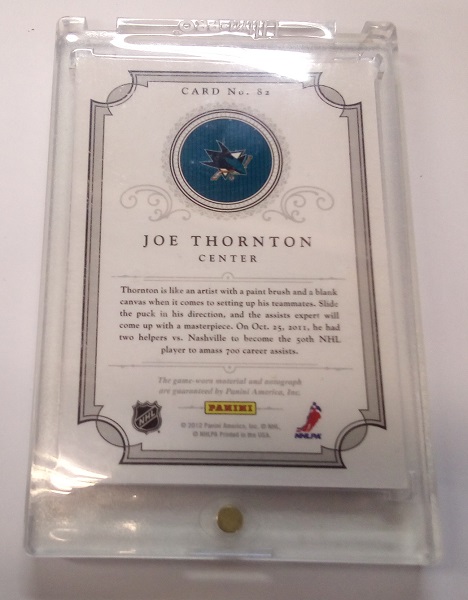 CARD No. 82
JOE THORNTON
CENTER
Thornton is like an artist with a paint brush and a blank
canvas when it comes to setting up his teammates. Slide
the puck in his direction, and the assists expert will
come up with a masterpiece. On Oct. 25, 2011, he had
two helpers vs. Nashville to become the 50th NHL
player to amass 700 career assists.
The game-worn material and autograph
are guaranteed by Panini America, Inc.
PANINI
NHL
© 2012 Panini America, Inc. © NHL.
© NHLPA Printed in the USA.
NHLPA